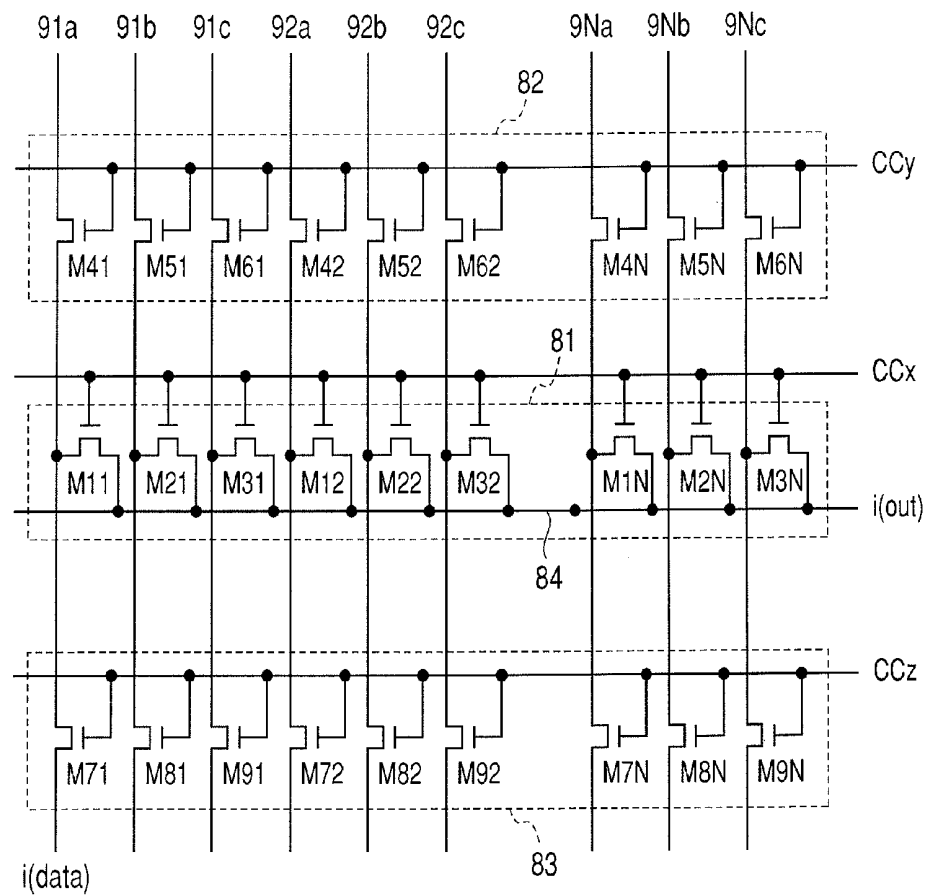 91a 91b 91c 92a 92b 92c 9Na 9Nb 9Nc
82
CCy
M41 M51 M61 M42 M52 M62 M4N M5N M6N
81
CCx
M11 M21 M31 M12 M22 M32 M1N M2N M3N
i(out)
84
CCz
M71 M81 M91 M72 M82 M92 M7N M8N M9N
83
i(data)